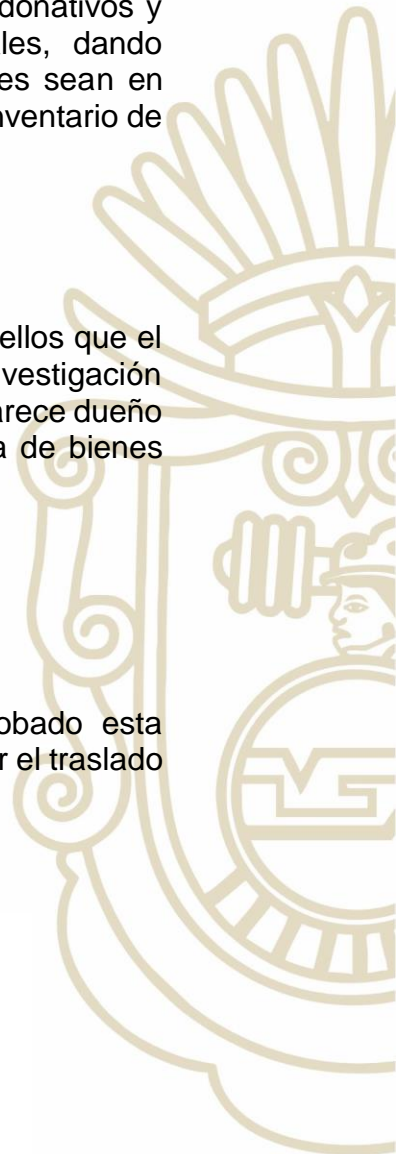 donativos y
les, dando
es sean en
nventario de
ellos que el
vestigación
arece dueño
a de bienes
obado esta
r el traslado